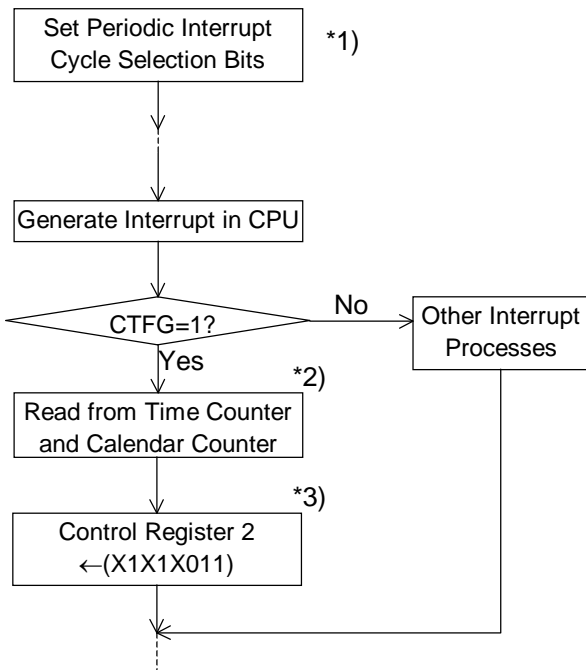 Set Periodic Interrupt
Cycle Selection Bits
*1)
Generate Interrupt in CPU
CTFG=1?
No
Other Interrupt
Processes
Yes
*2)
Read from Time Counter
and Calendar Counter
*3)
Control Register 2
←(X1X1X011)